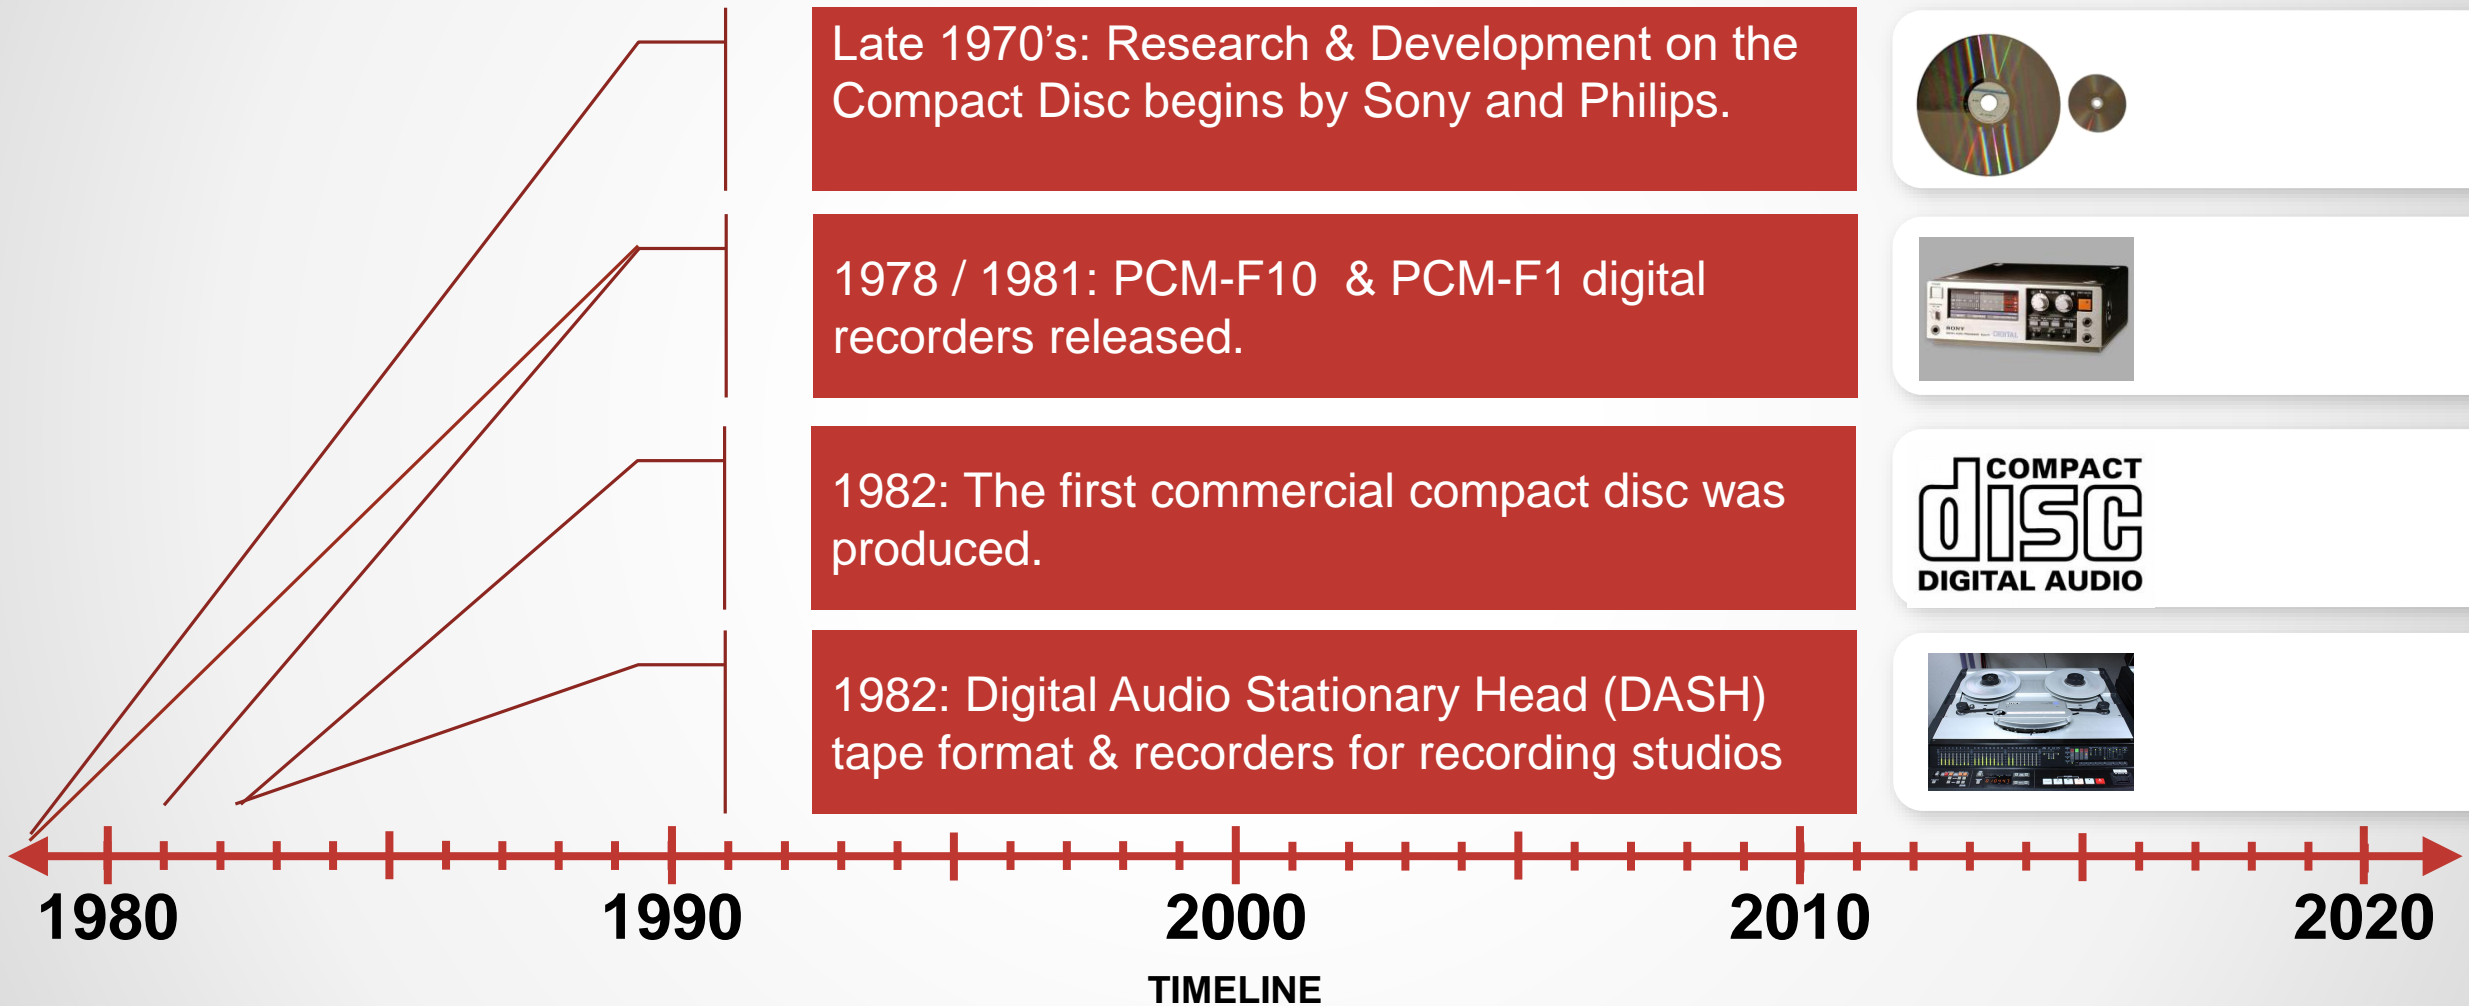 Late 1970’s: Research & Development on the
Compact Disc begins by Sony and Philips.
1978 / 1981: PCM-F10 & PCM-F1 digital
recorders released.
SONY
DIGITAL
1982: The first commercial compact disc was
produced.
COMPACT
disc
DIGITAL AUDIO
1982: Digital Audio Stationary Head (DASH)
tape format & recorders for recording studios
1980 1990 2000 2010 2020
TIMELINE